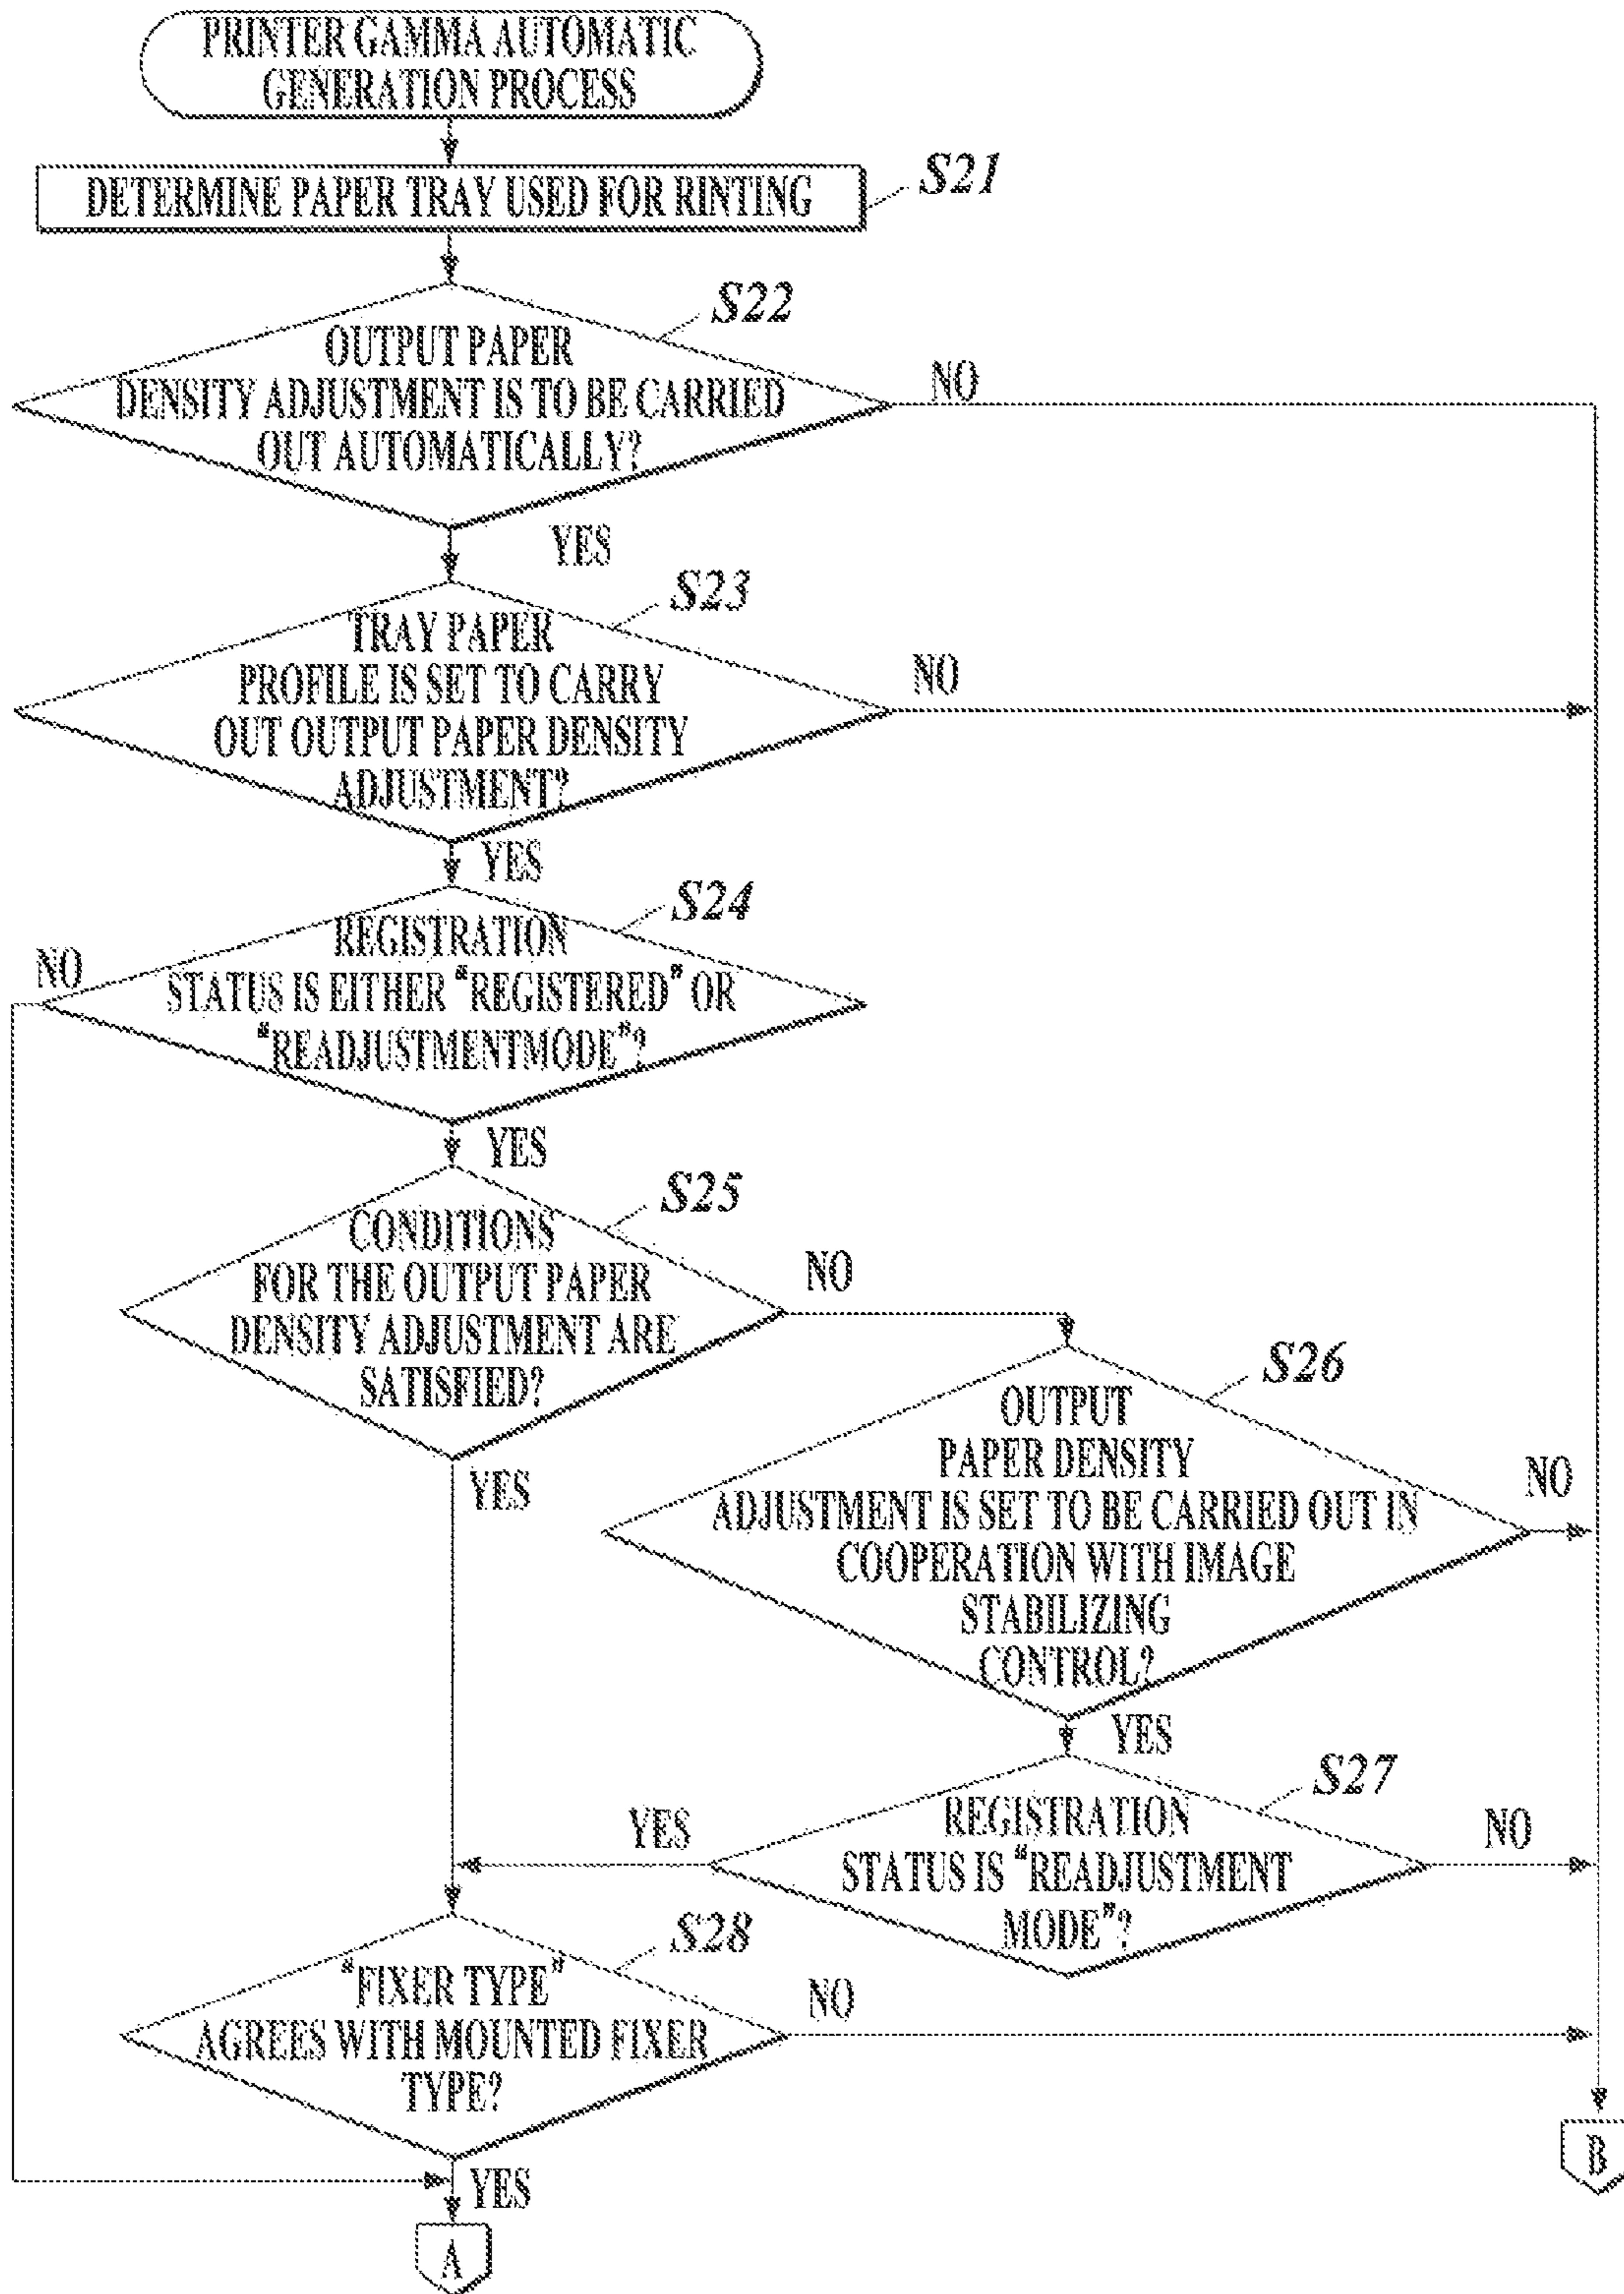 PRINTER GAMMA AUTOMATIC
GENERATION PROCESS
DETERMINE PAPER TRAY USED FOR RINTING
S21
S22
OUTPUT PAPER
DENSITY ADJUSTMENT IS TO BE CARRIED
OUT AUTOMATICALLY?
NO
YES
S23
TRAY PAPER
PROFILE IS SET TO CARRY
OUT OUTPUT PAPER DENSITY
ADJUSTMENT?
NO
YES
S24
REGISTRATION
STATUS IS EITHER "REGISTERED" OR
"READJUSTMENTMODE"?
NO
YES
S25
CONDITIONS
FOR THE OUTPUT PAPER
DENSITY ADJUSTMENT ARE
SATISFIED?
NO
YES
S26
OUTPUT
PAPER DENSITY
ADJUSTMENT IS SET TO BE CARRIED OUT IN
COOPERATION WITH IMAGE
STABILIZING
CONTROL?
NO
YES
S27
REGISTRATION
STATUS IS "READJUSTMENT
MODE"?
YES
NO
S28
"FIXER TYPE"
AGREES WITH MOUNTED FIXER
TYPE?
NO
YES
B
A